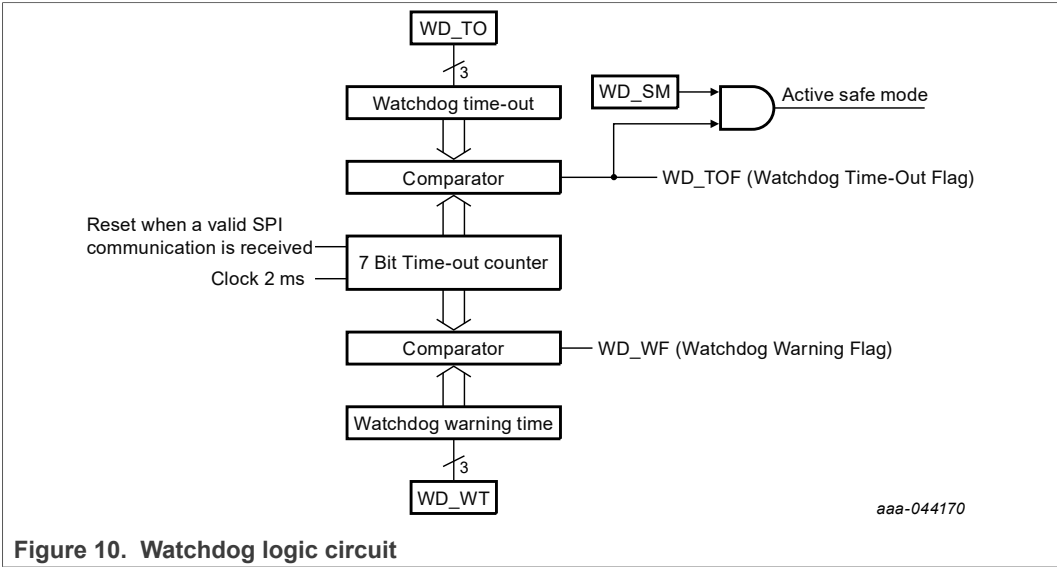 WD_TO
3
Watchdog time-out
WD_SM
Active safe mode
Comparator
WD_TOF (Watchdog Time-Out Flag)
Reset when a valid SPI
communication is received
7 Bit Time-out counter
Clock 2 ms
Comparator
WD_WF (Watchdog Warning Flag)
Watchdog warning time
3
WD_WT
aaa-044170
Figure 10. Watchdog logic circuit